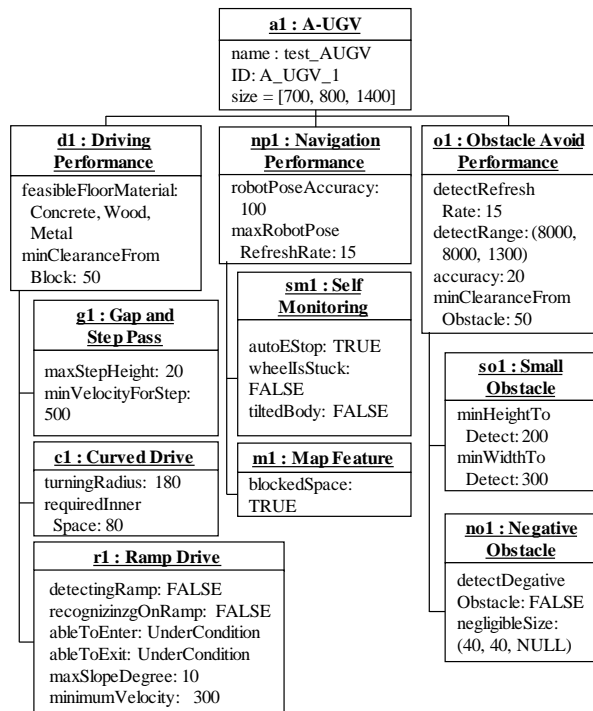 a1 : A-UGV
name : test_AUGV
ID: A_UGV_1
size = [700, 800, 1400]
d1 : Driving
Performance
feasibleFloorMaterial:
Concrete, Wood,
Metal
minClearanceFrom
Block: 50
g1 : Gap and
Step Pass
maxStepHeight: 20
minVelocityForStep:
500
c1 : Curved Drive
turningRadius: 180
requiredInner
Space: 80
r1 : Ramp Drive
detectingRamp: FALSE
recognizinzgOnRamp: FALSE
ableToEnter: UnderCondition
ableToExit: UnderCondition
maxSlopeDegree: 10
minimumVelocity: 300
np1 : Navigation
Performance
robotPoseAccuracy:
100
maxRobotPose
RefreshRate: 15
sm1 : Self
Monitoring
autoEStop: TRUE
wheelIsStuck:
FALSE
tiltedBody: FALSE
m1 : Map Feature
blockedSpace:
TRUE
o1 : Obstacle Avoid
Performance
detectRefresh
Rate: 15
detectRange: (8000,
8000, 1300)
accuracy: 20
minClearanceFrom
Obstacle: 50
so1 : Small
Obstacle
minHeightTo
Detect: 200
minWidthTo
Detect: 300
no1 : Negative
Obstacle
detectDegative
Obstacle: FALSE
negligibleSize:
(40, 40, NULL)